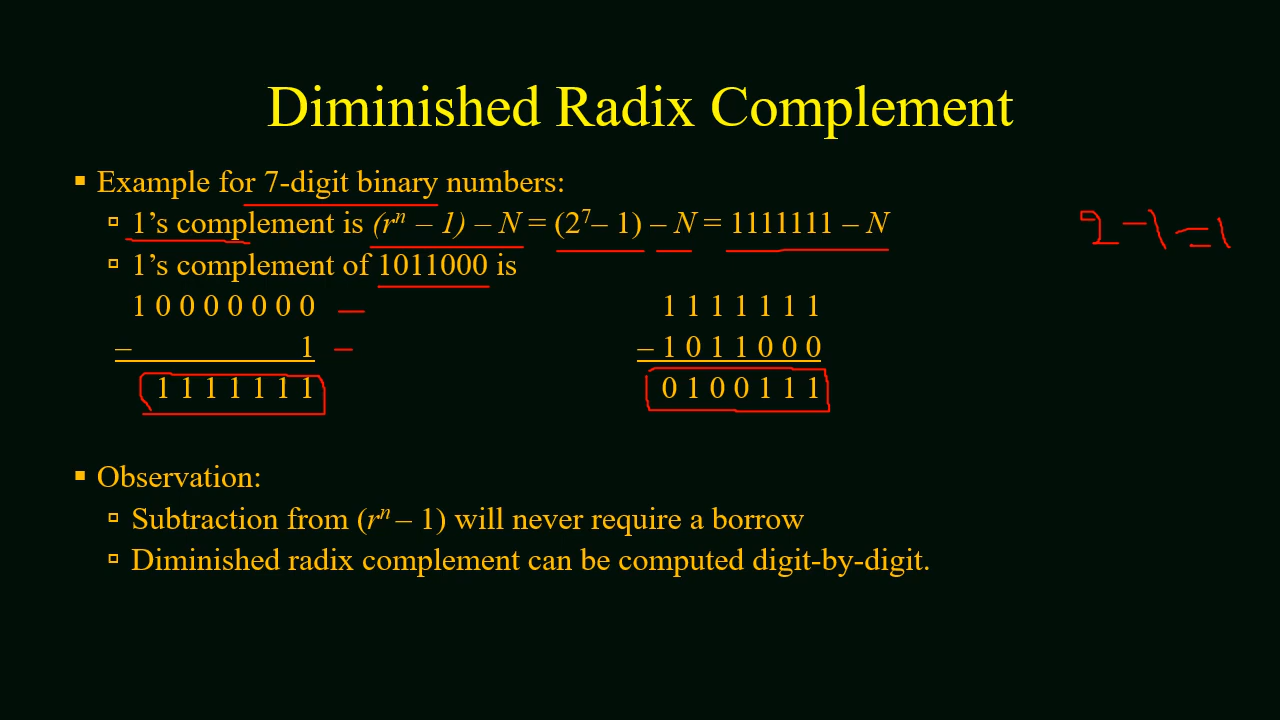 Diminished Radix Complement
▪ Example for 7-digit binary numbers:
▫ 1’s complement is (rⁿ – 1) – N = (2⁷– 1) – N = 1111111 – N
2 – 1 = 1
▫ 1’s complement of 1011000 is
1 0 0 0 0 0 0 0
– 1
1 1 1 1 1 1 1
1 1 1 1 1 1 1
– 1 0 1 1 0 0 0
0 1 0 0 1 1 1
▪ Observation:
▫ Subtraction from (rⁿ – 1) will never require a borrow
▫ Diminished radix complement can be computed digit-by-digit.